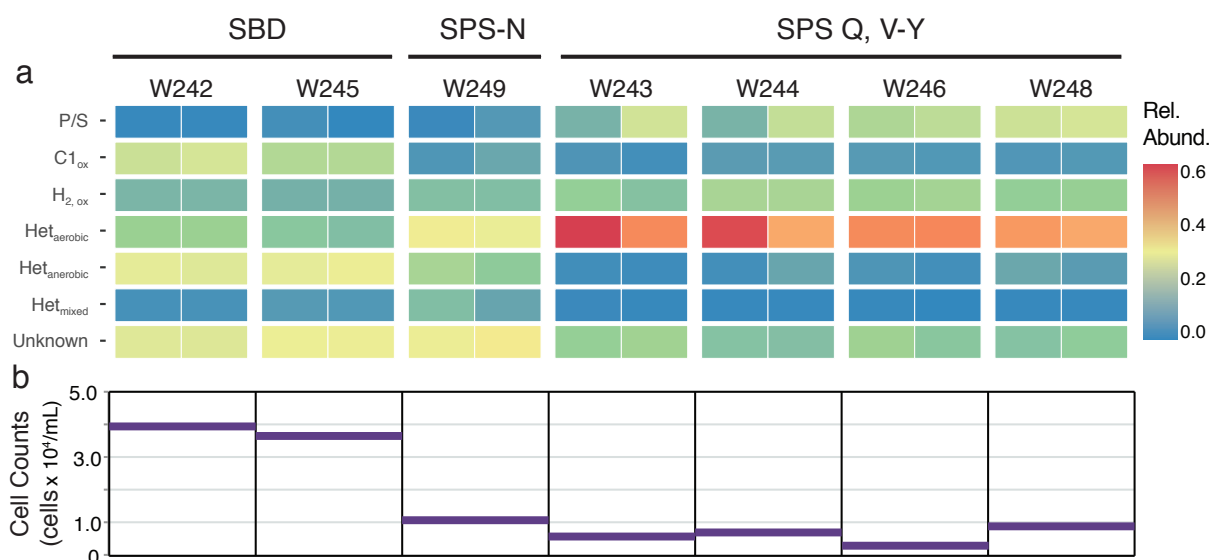 SBD SPS-N SPS Q, V-Y
a
W242 W245 W249 W243 W244 W246 W248
P/S -
C1ox -
H2, ox -
Hetaerobic -
Hetanerobic -
Hetmixed -
Unknown -
Rel.
Abund.
0.6
0.4
0.2
0.0
b
Cell Counts
(cells x 10⁴/mL)
5.0
3.0
1.0
0